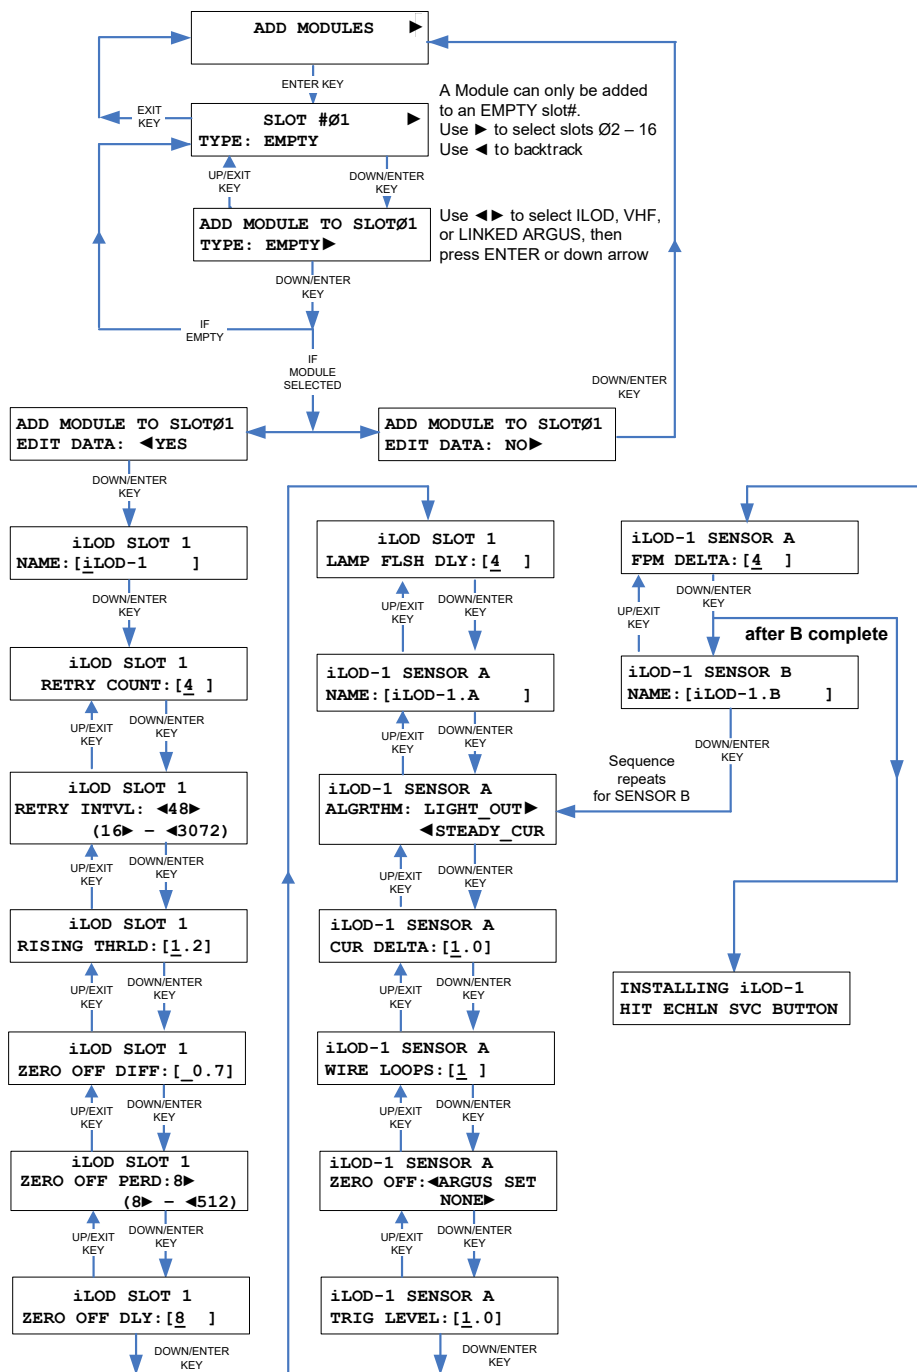 ADD MODULES ►
ENTER KEY
A Module can only be added
to an EMPTY slot#.
Use ► to select slots Ø2 – 16
Use ◄ to backtrack
EXIT
KEY
SLOT #Ø1 ►
TYPE: EMPTY
UP/EXIT
KEY
DOWN/ENTER
KEY
ADD MODULE TO SLOTØ1
TYPE: EMPTY►
Use ◄► to select ILOD, VHF,
or LINKED ARGUS, then
press ENTER or down arrow
DOWN/ENTER
KEY
IF
EMPTY
IF
MODULE
SELECTED
DOWN/ENTER
KEY
ADD MODULE TO SLOTØ1
EDIT DATA: ◄YES
ADD MODULE TO SLOTØ1
EDIT DATA: NO►
DOWN/ENTER
KEY
iLOD SLOT 1
NAME:[iLOD-1 ]
DOWN/ENTER
KEY
iLOD SLOT 1
RETRY COUNT:[4 ]
UP/EXIT
KEY
DOWN/ENTER
KEY
iLOD SLOT 1
RETRY INTVL: ◄48►
(16► – ◄3072)
UP/EXIT
KEY
DOWN/ENTER
KEY
iLOD SLOT 1
RISING THRLD:[1.2]
UP/EXIT
KEY
DOWN/ENTER
KEY
iLOD SLOT 1
ZERO OFF DIFF:[_0.7]
UP/EXIT
KEY
DOWN/ENTER
KEY
iLOD SLOT 1
ZERO OFF PERD:8►
(8► – ◄512)
UP/EXIT
KEY
DOWN/ENTER
KEY
iLOD SLOT 1
ZERO OFF DLY:[8 ]
DOWN/ENTER
KEY
iLOD SLOT 1
LAMP FLSH DLY:[4 ]
UP/EXIT
KEY
DOWN/ENTER
KEY
iLOD-1 SENSOR A
NAME:[iLOD-1.A ]
UP/EXIT
KEY
DOWN/ENTER
KEY
iLOD-1 SENSOR A
ALGRTHM: LIGHT_OUT►
◄STEADY_CUR
UP/EXIT
KEY
DOWN/ENTER
KEY
iLOD-1 SENSOR A
CUR DELTA:[1.0]
UP/EXIT
KEY
DOWN/ENTER
KEY
iLOD-1 SENSOR A
WIRE LOOPS:[1 ]
UP/EXIT
KEY
DOWN/ENTER
KEY
iLOD-1 SENSOR A
ZERO OFF:◄ARGUS SET
NONE►
UP/EXIT
KEY
DOWN/ENTER
KEY
iLOD-1 SENSOR A
TRIG LEVEL:[1.0]
DOWN/ENTER
KEY
iLOD-1 SENSOR A
FPM DELTA:[4 ]
UP/EXIT
KEY
DOWN/ENTER
KEY
after B complete
iLOD-1 SENSOR B
NAME:[iLOD-1.B ]
DOWN/ENTER
KEY
Sequence
repeats
for SENSOR B
INSTALLING iLOD-1
HIT ECHLN SVC BUTTON